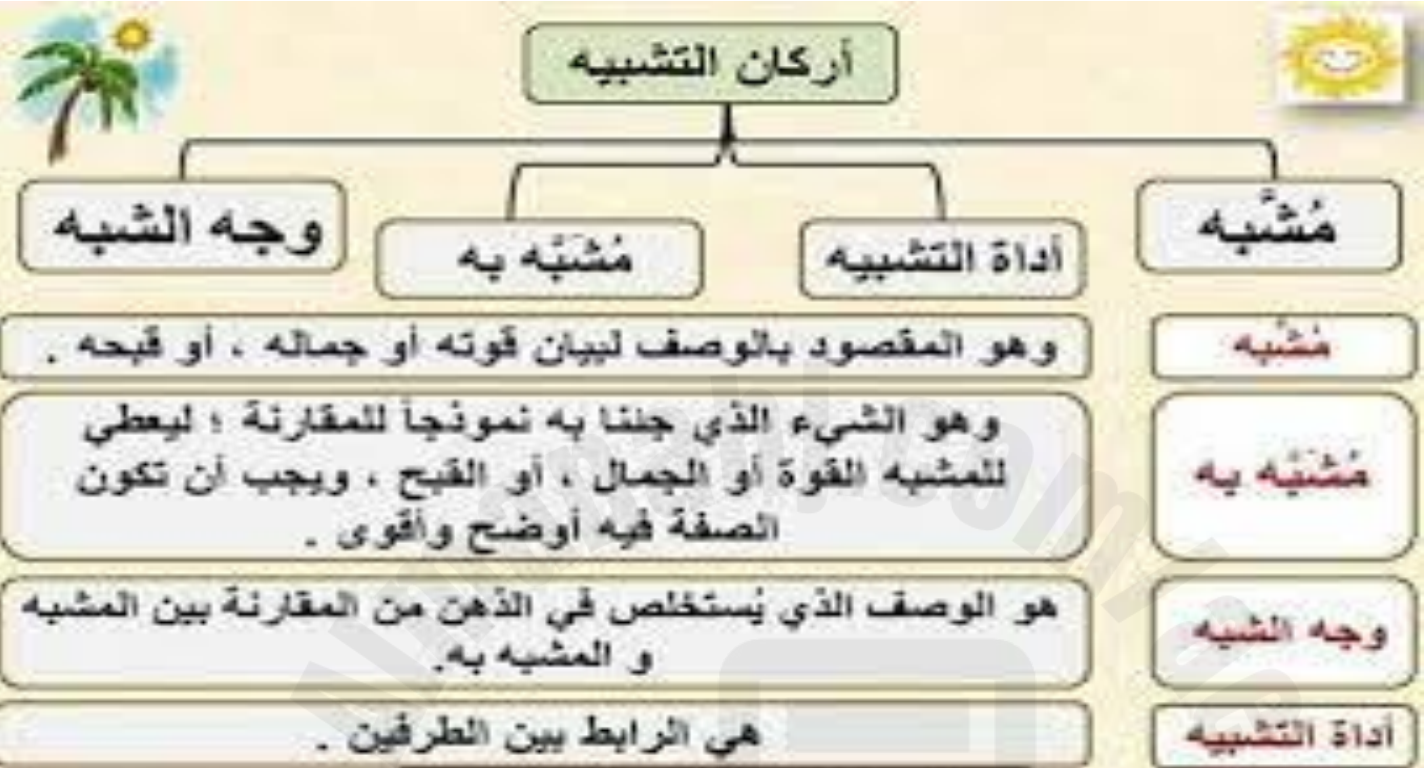 أركان التشبيه
مُشَّبه
أداة التشبيه
مُشَبَّه به
وجه الشبه
مُشَّبه
وهو المقصود بالوصف لبيان قوته أو جماله ، أو قبحه .
مُشَبَّه به
وهو الشيء الذي جئنا به نموذجاً للمقارنة ؛ ليعطي
للمشبه القوة أو الجمال ، أو القبح ، ويجب أن تكون
الصفة فيه أوضح وأقوى .
وجه الشبه
هو الوصف الذي يُستخلص في الذهن من المقارنة بين المشبه
و المشبه به.
أداة التشبيه
هي الرابط بين الطرفين .